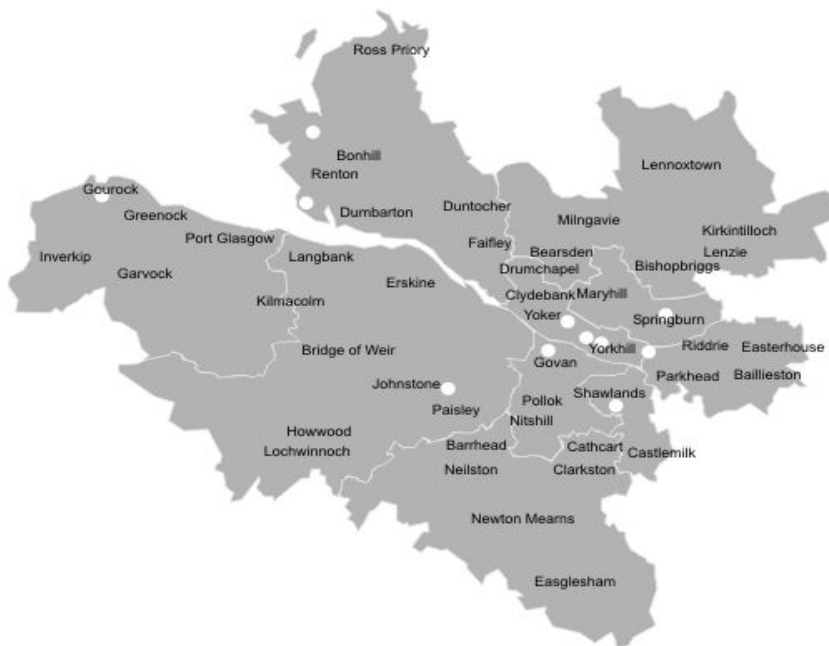 Ross Priory
Bonhill
Lennoxtown
Renton
Gourock
Greenock
Dumbarton
Duntocher
Milngavie
Kirkintilloch
Port Glasgow
Faifley
Bearsden
Lenzie
Inverkip
Langbank
Drumchapel
Bishopbriggs
Garvock
Erskine
Clydebank
Maryhill
Kilmacolm
Yoker
Springburn
Bridge of Weir
Govan
Yorkhill
Riddrie
Easterhouse
Johnstone
Shawlands
Parkhead
Baillieston
Paisley
Pollok
Nitshill
Howwood
Barrhead
Cathcart
Lochwinnoch
Castlemilk
Neilston
Clarkston
Newton Mearns
Easglesham